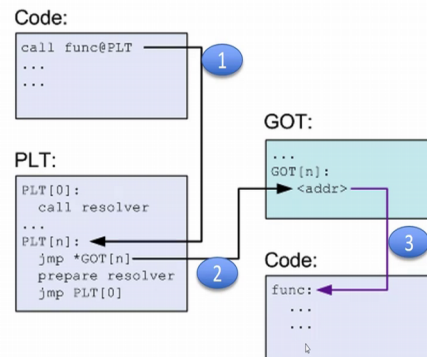 Code:
call func@PLT
...
...
1
PLT:
PLT[0]:
call resolver
...
PLT[n]:
jmp *GOT[n]
prepare resolver
jmp PLT[0]
2
GOT:
...
GOT[n]:
<addr>
3
Code:
func:
...
...